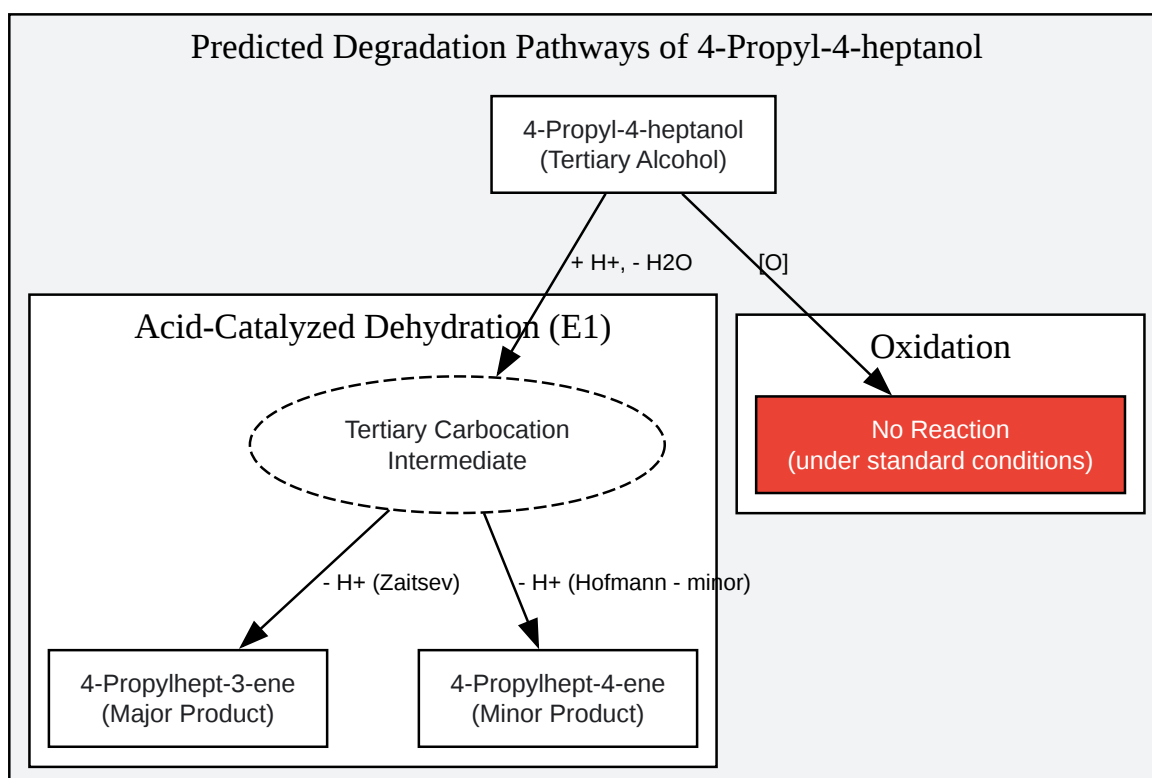 Predicted Degradation Pathways of 4-Propyl-4-heptanol
4-Propyl-4-heptanol
(Tertiary Alcohol)
+ H+, - H2O
[O]
Acid-Catalyzed Dehydration (E1)
Oxidation
Tertiary Carbocation
Intermediate
No Reaction
(under standard conditions)
- H+ (Zaitsev)
- H+ (Hofmann - minor)
4-Propylhept-3-ene
(Major Product)
4-Propylhept-4-ene
(Minor Product)